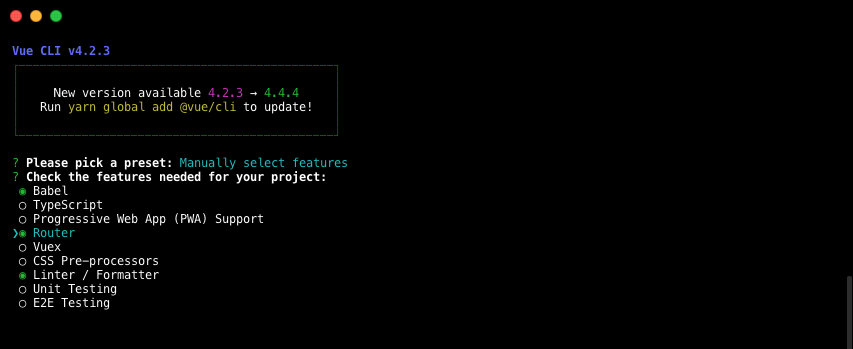 Vue CLI v4.2.3
New version available 4.2.3 → 4.4.4
Run yarn global add @vue/cli to update!
? Please pick a preset: Manually select features
? Check the features needed for your project:
◉ Babel
◯ TypeScript
◯ Progressive Web App (PWA) Support
❯◉ Router
◯ Vuex
◯ CSS Pre-processors
◉ Linter / Formatter
◯ Unit Testing
◯ E2E Testing